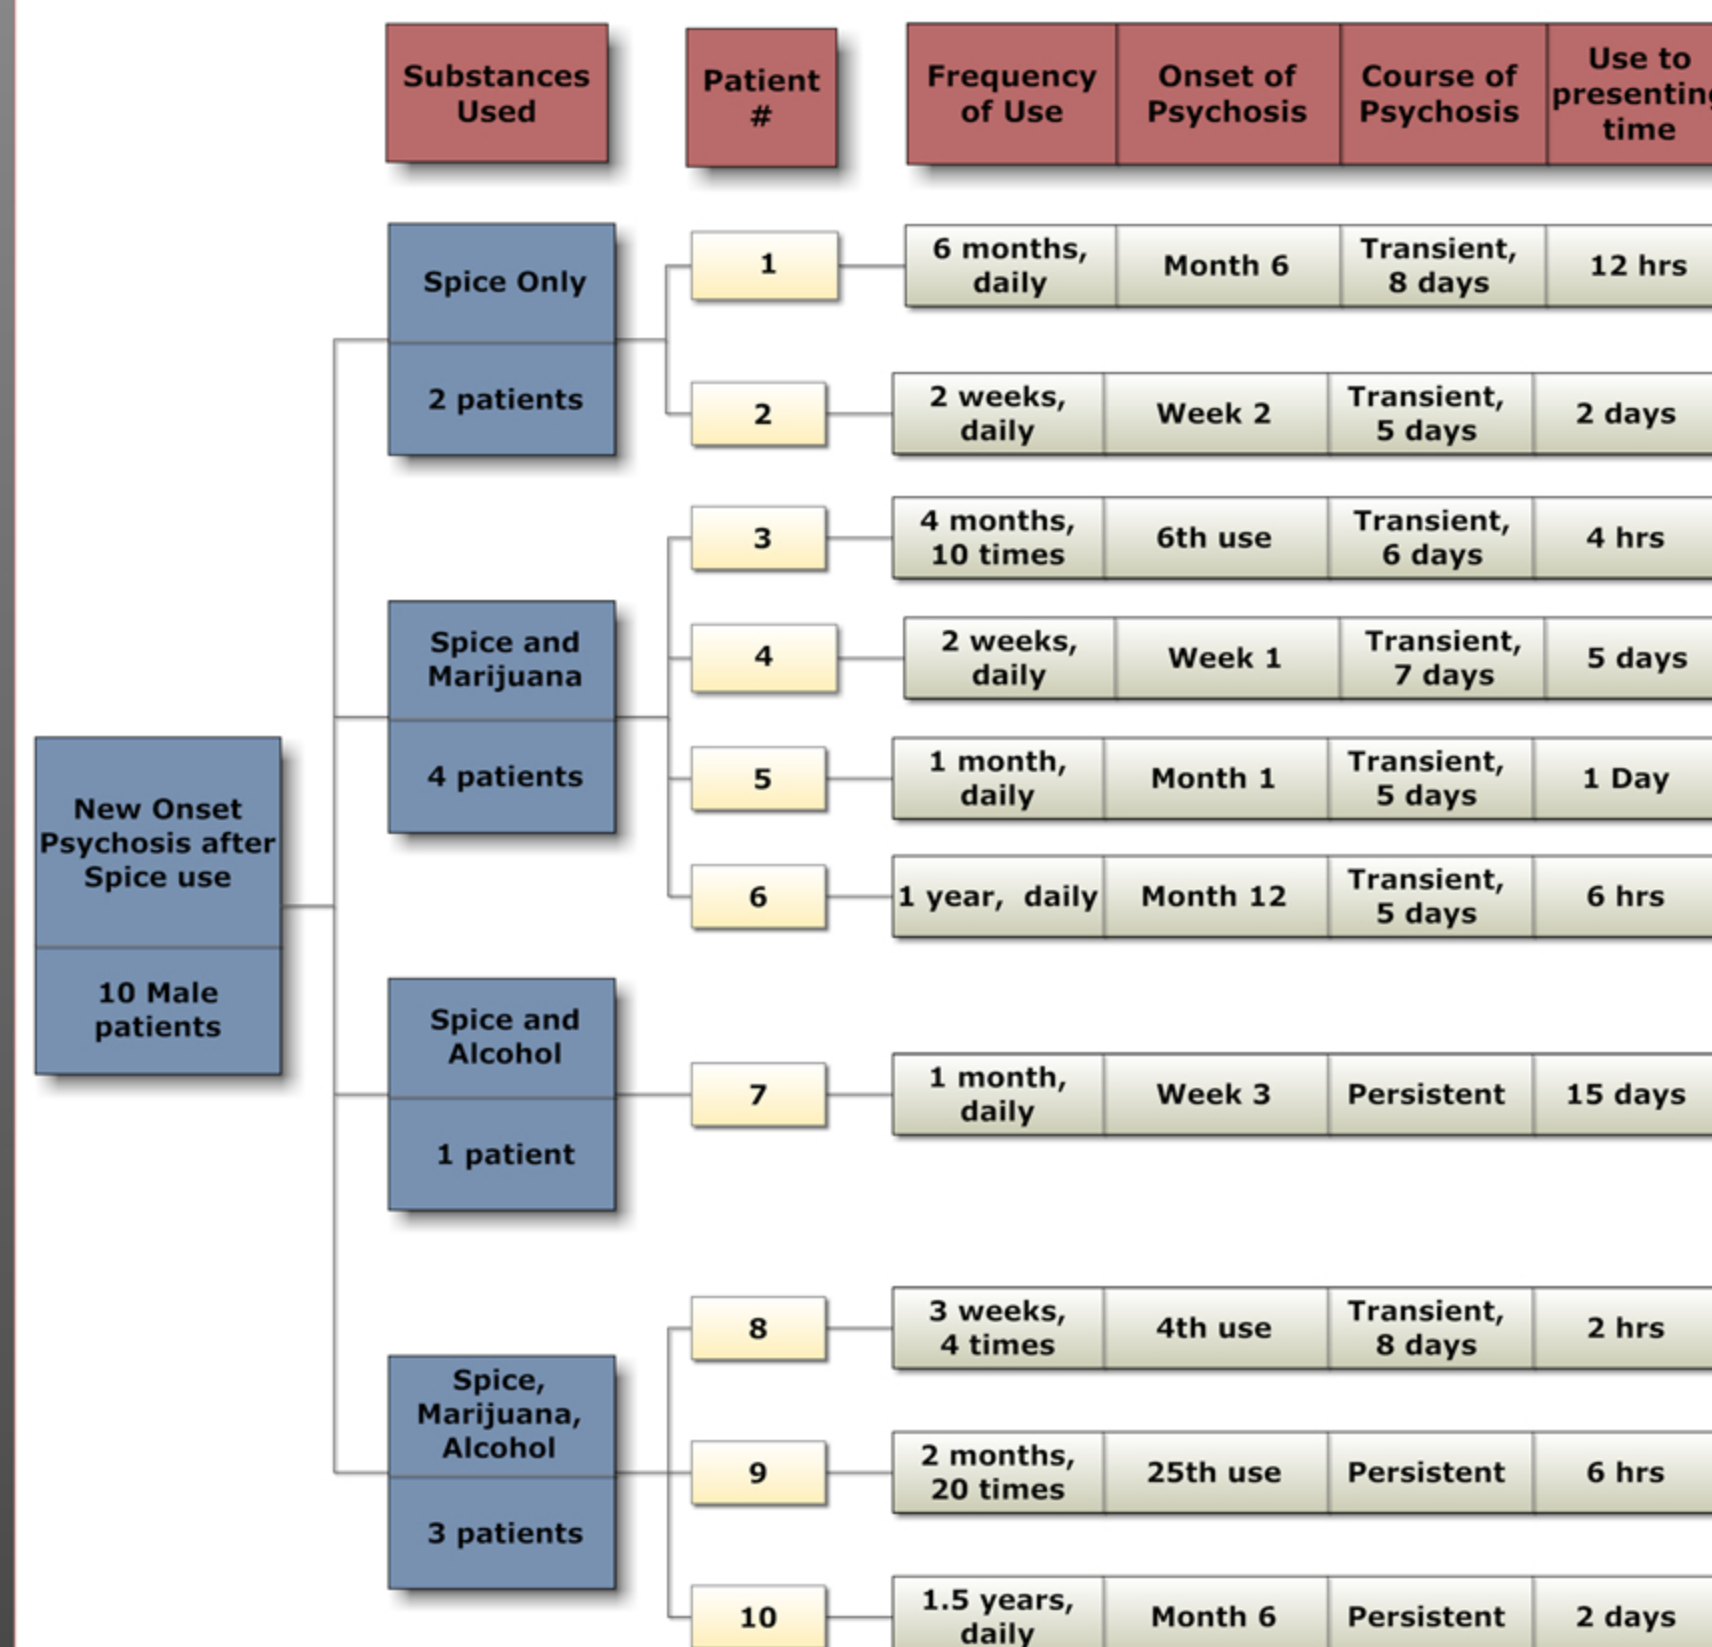 Substances
Used
Patient
#
Frequency
of Use
Onset of
Psychosis
Course of
Psychosis
Use to
presenting
time
New Onset
Psychosis after
Spice use
10 Male
patients
Spice Only
2 patients
1
6 months,
daily
Month 6
Transient,
8 days
12 hrs
2
2 weeks,
daily
Week 2
Transient,
5 days
2 days
Spice and
Marijuana
4 patients
3
4 months,
10 times
6th use
Transient,
6 days
4 hrs
4
2 weeks,
daily
Week 1
Transient,
7 days
5 days
5
1 month,
daily
Month 1
Transient,
5 days
1 Day
6
1 year,  daily
Month 12
Transient,
5 days
6 hrs
Spice and
Alcohol
1 patient
7
1 month,
daily
Week 3
Persistent
15 days
Spice,
Marijuana,
Alcohol
3 patients
8
3 weeks,
4 times
4th use
Transient,
8 days
2 hrs
9
2 months,
20 times
25th use
Persistent
6 hrs
10
1.5 years,
daily
Month 6
Persistent
2 days